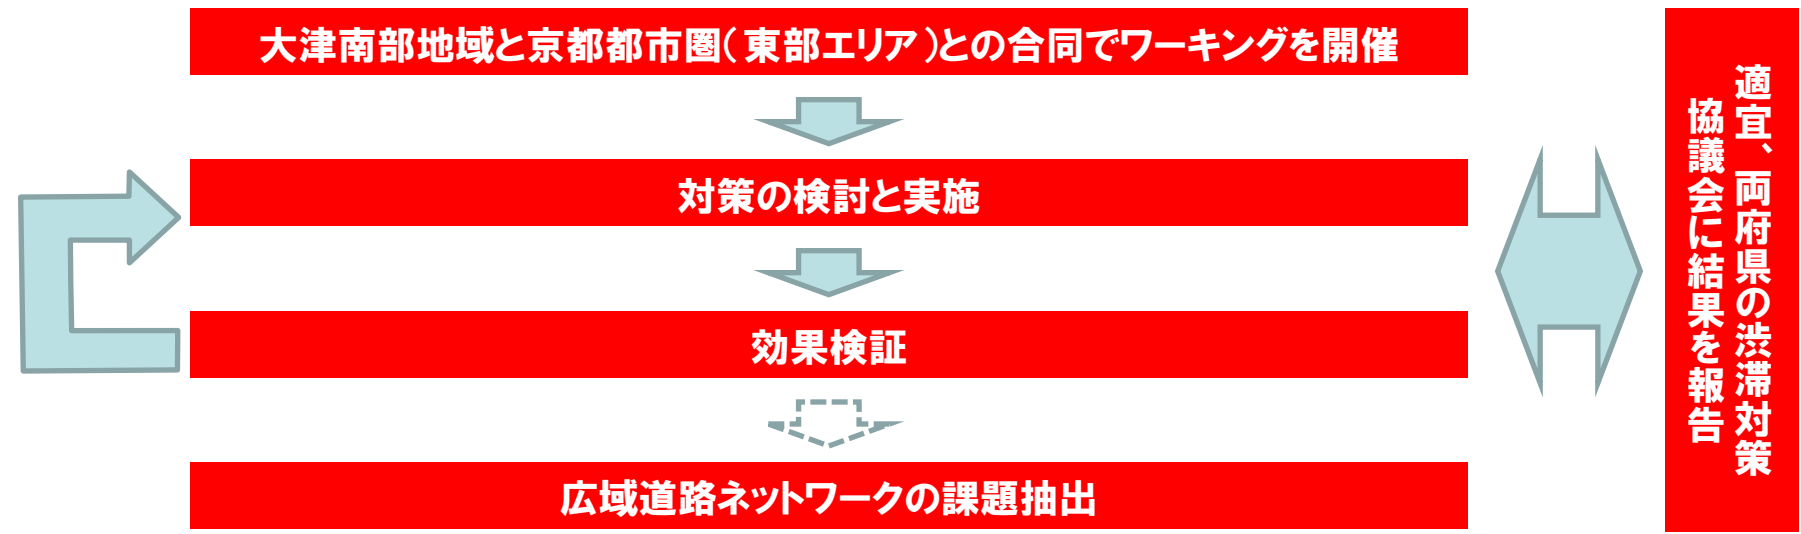 大津南部地域と京都都市圏(東部エリア)との合同でワーキングを開催
対策の検討と実施
効果検証
広域道路ネットワークの課題抽出
適宜、両府県の渋滞対策
協議会に結果を報告